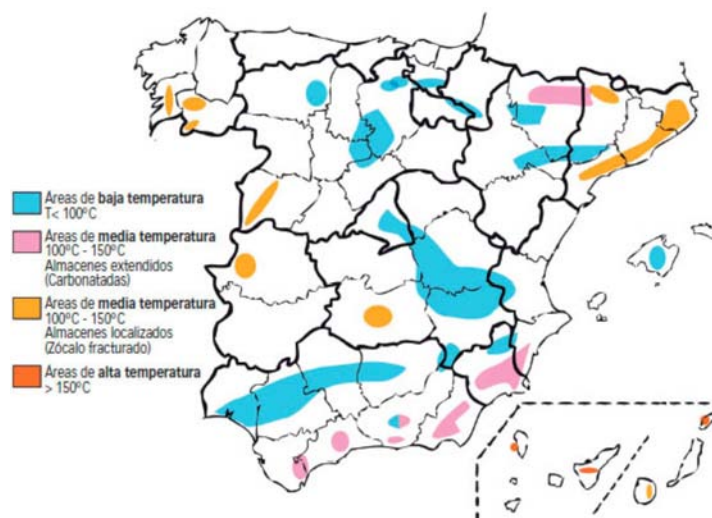 Áreas de baja temperatura
T< 100ºC
Áreas de media temperatura
100ºC - 150ºC
Almacenes extendidos
(Carbonatadas)
Áreas de media temperatura
100ºC - 150ºC
Almacenes localizados
(Zócalo fracturado)
Áreas de alta temperatura
> 150ºC